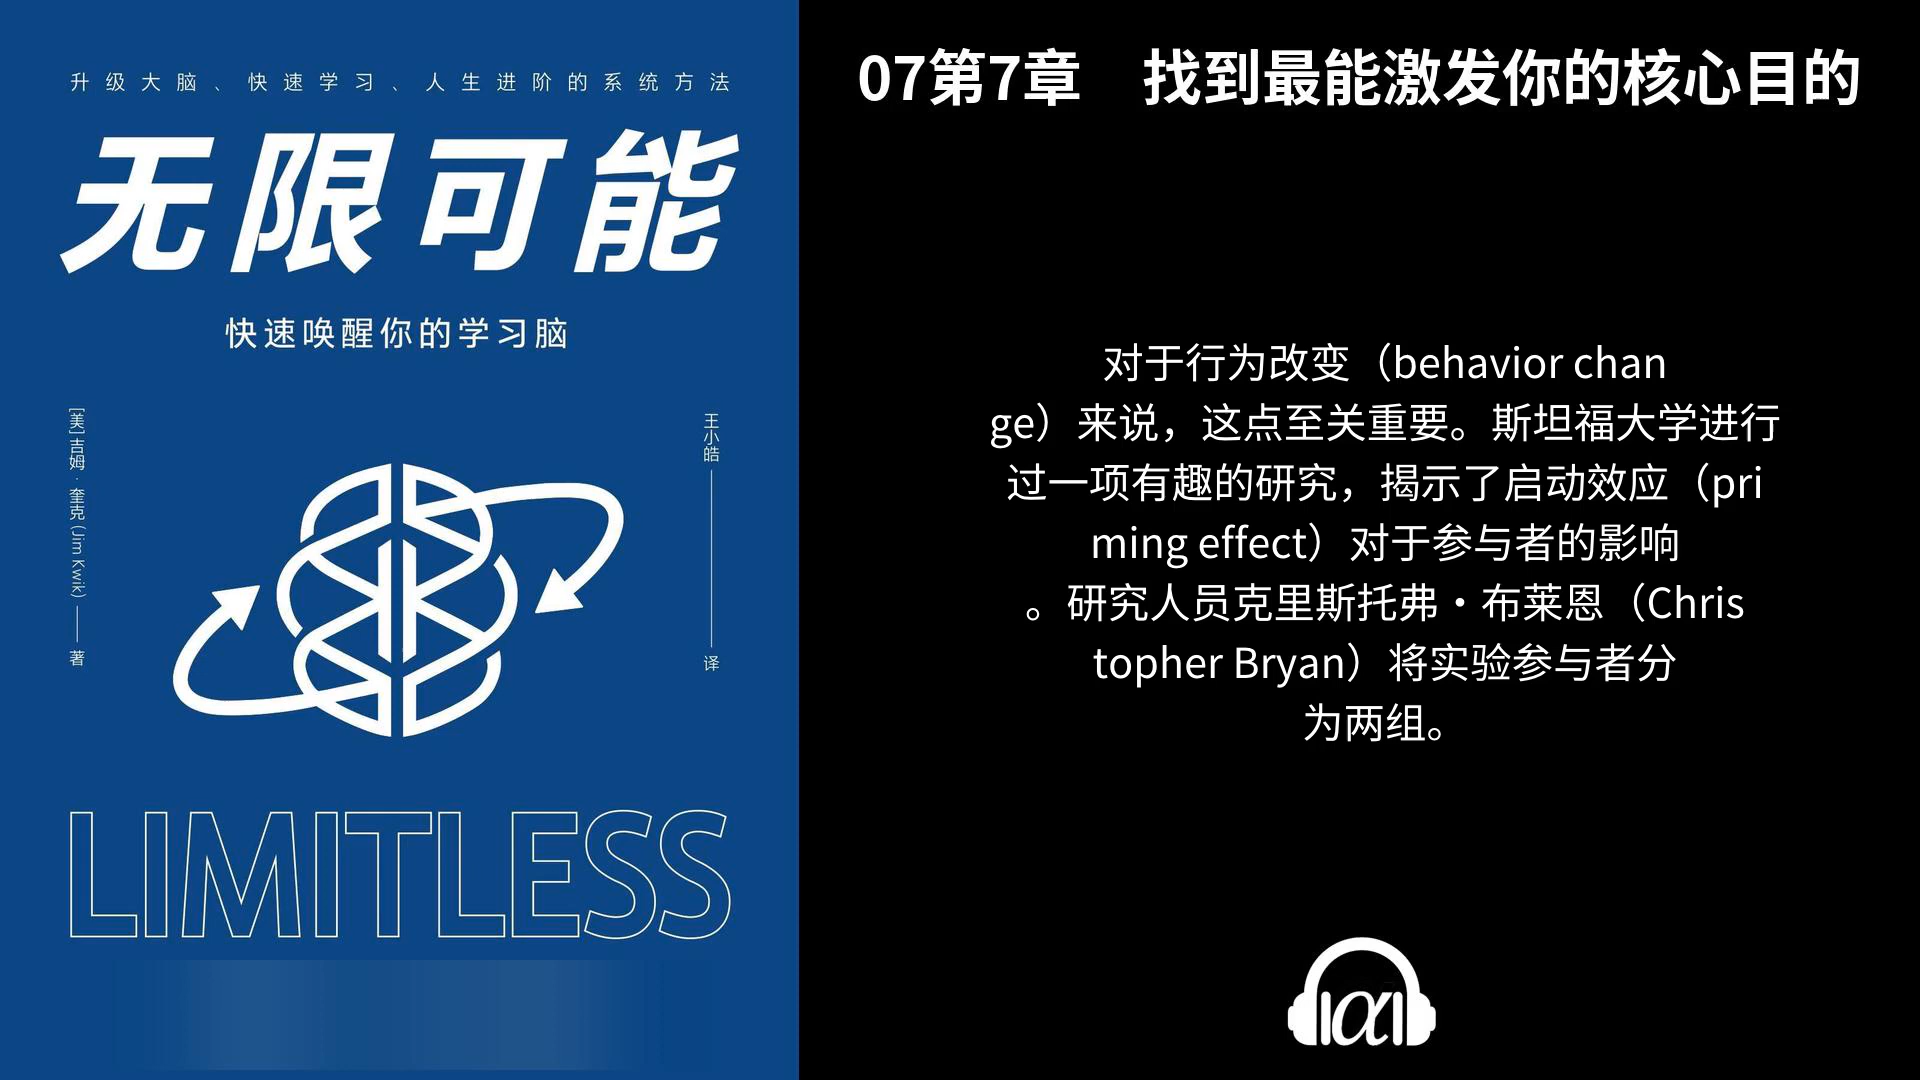 升级大脑、快速学习、人生进阶的系统方法
无限可能
快速唤醒你的学习脑
[美]吉姆·奎克(Jim Kwik)——著
王小皓——译
LIMITLESS
07第7章　找到最能激发你的核心目的
对于行为改变（behavior chan
ge）来说，这点至关重要。斯坦福大学进行
过一项有趣的研究，揭示了启动效应（pri
ming effect）对于参与者的影响
。研究人员克里斯托弗·布莱恩（Chris
topher Bryan）将实验参与者分
为两组。
α